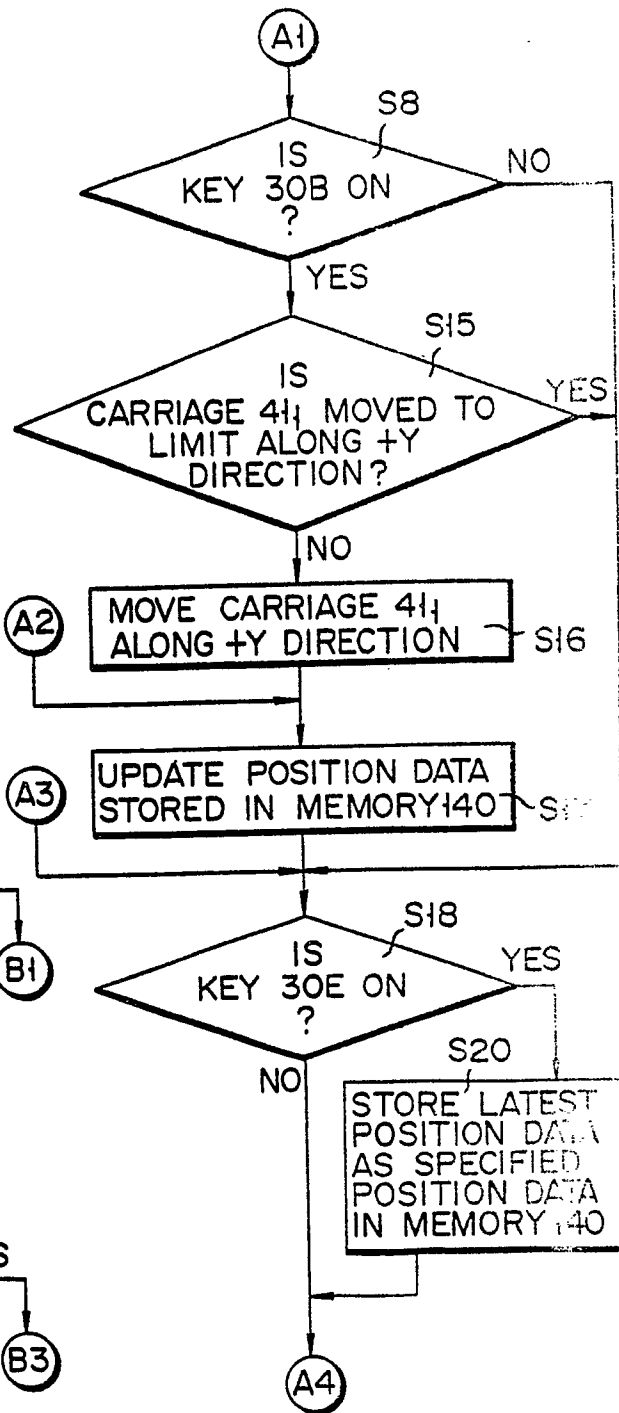 A1
S8
IS
KEY 30B ON
?
NO
YES
S15
IS
CARRIAGE 41₁ MOVED TO
LIMIT ALONG +Y
DIRECTION?
YES
NO
A2
MOVE CARRIAGE 41₁
ALONG +Y DIRECTION
S16
A3
UPDATE POSITION DATA
STORED IN MEMORY 140
B1
S18
IS
KEY 30E ON
?
YES
NO
S20
STORE LATEST
POSITION DATA
AS SPECIFIED
POSITION DATA
IN MEMORY 140
S
B3
A4